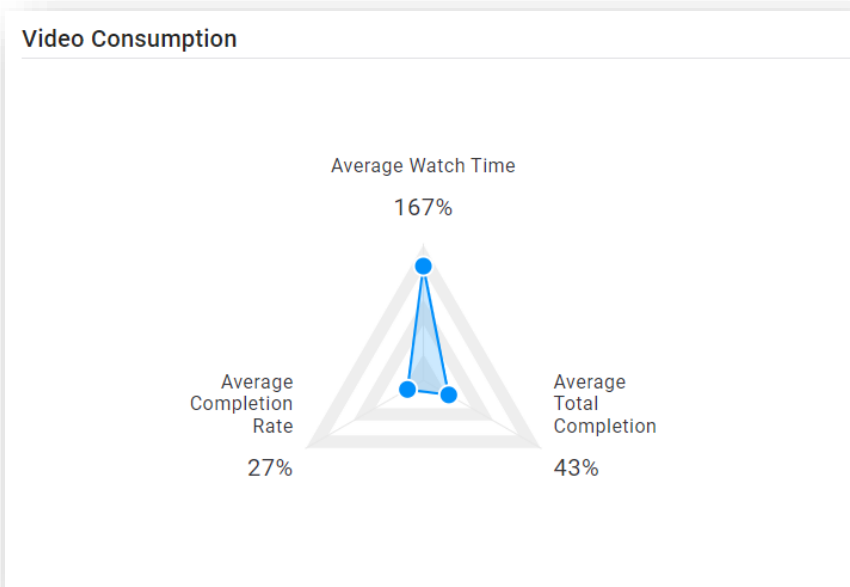 Video Consumption
Average Watch Time
167%
Average
Completion
Rate
27%
Average
Total
Completion
43%